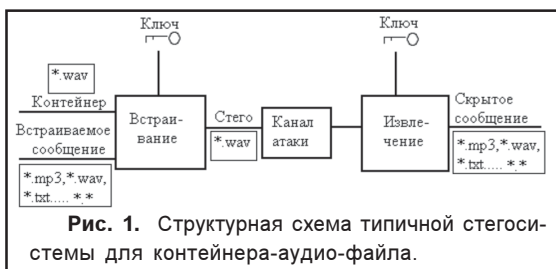 Ключ
Ключ
*.wav
Контейнер
Встраиваемое
сообщение
*.mp3,*.wav,
*.txt..... *.*
Встраи-
вание
Стего
*.wav
Канал
атаки
Извле-
чение
Скрытое
сообщение
*.mp3,*.wav,
*.txt..... *.*
Рис. 1. Структурная схема типичной стегоси-
стемы для контейнера-аудио-файла.